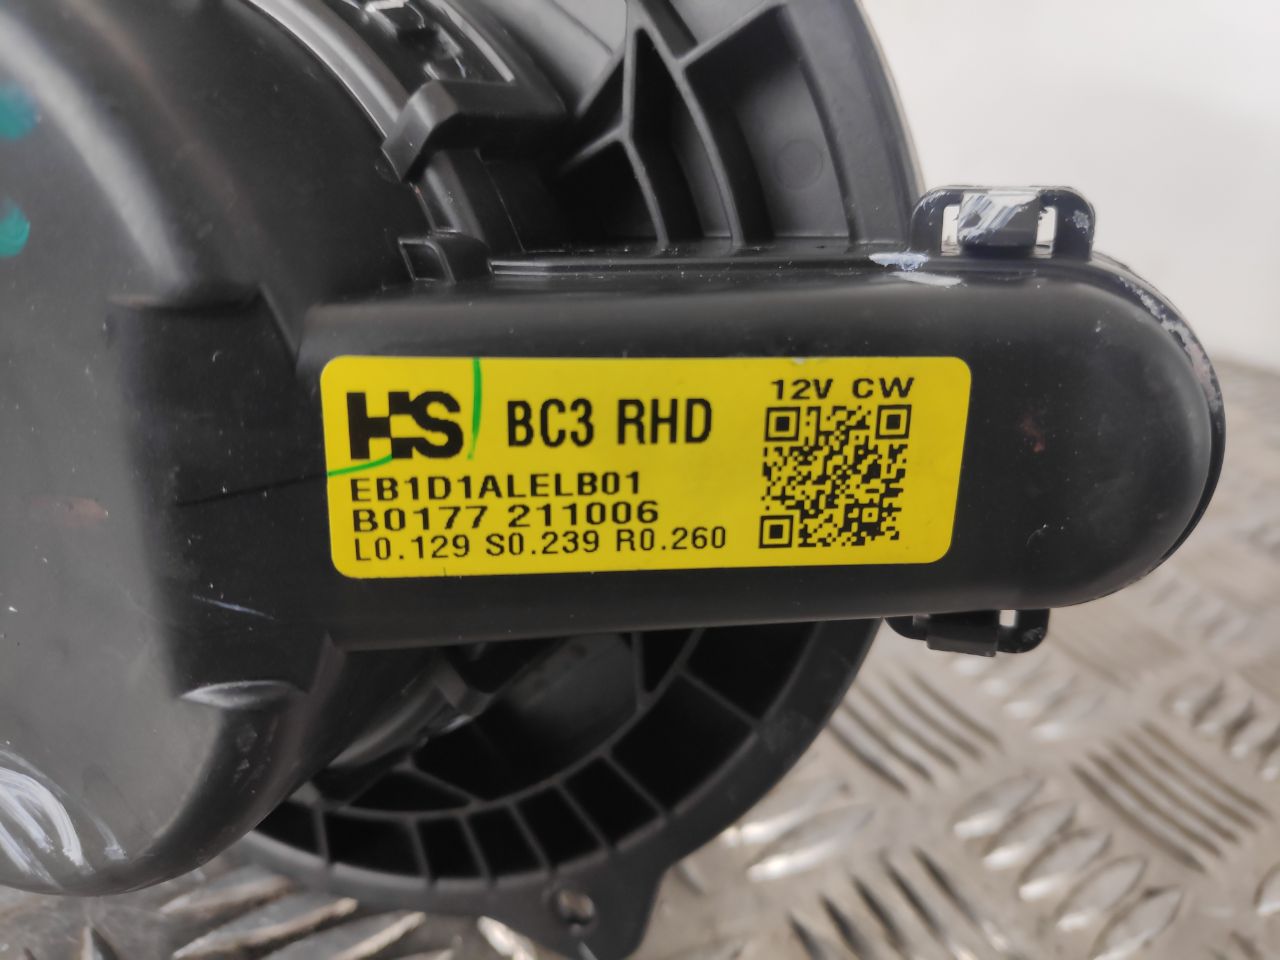 HS BC3 RHD 12V CW
EB1D1ALELB01
B0177 211006
L0.129 S0.239 R0.260